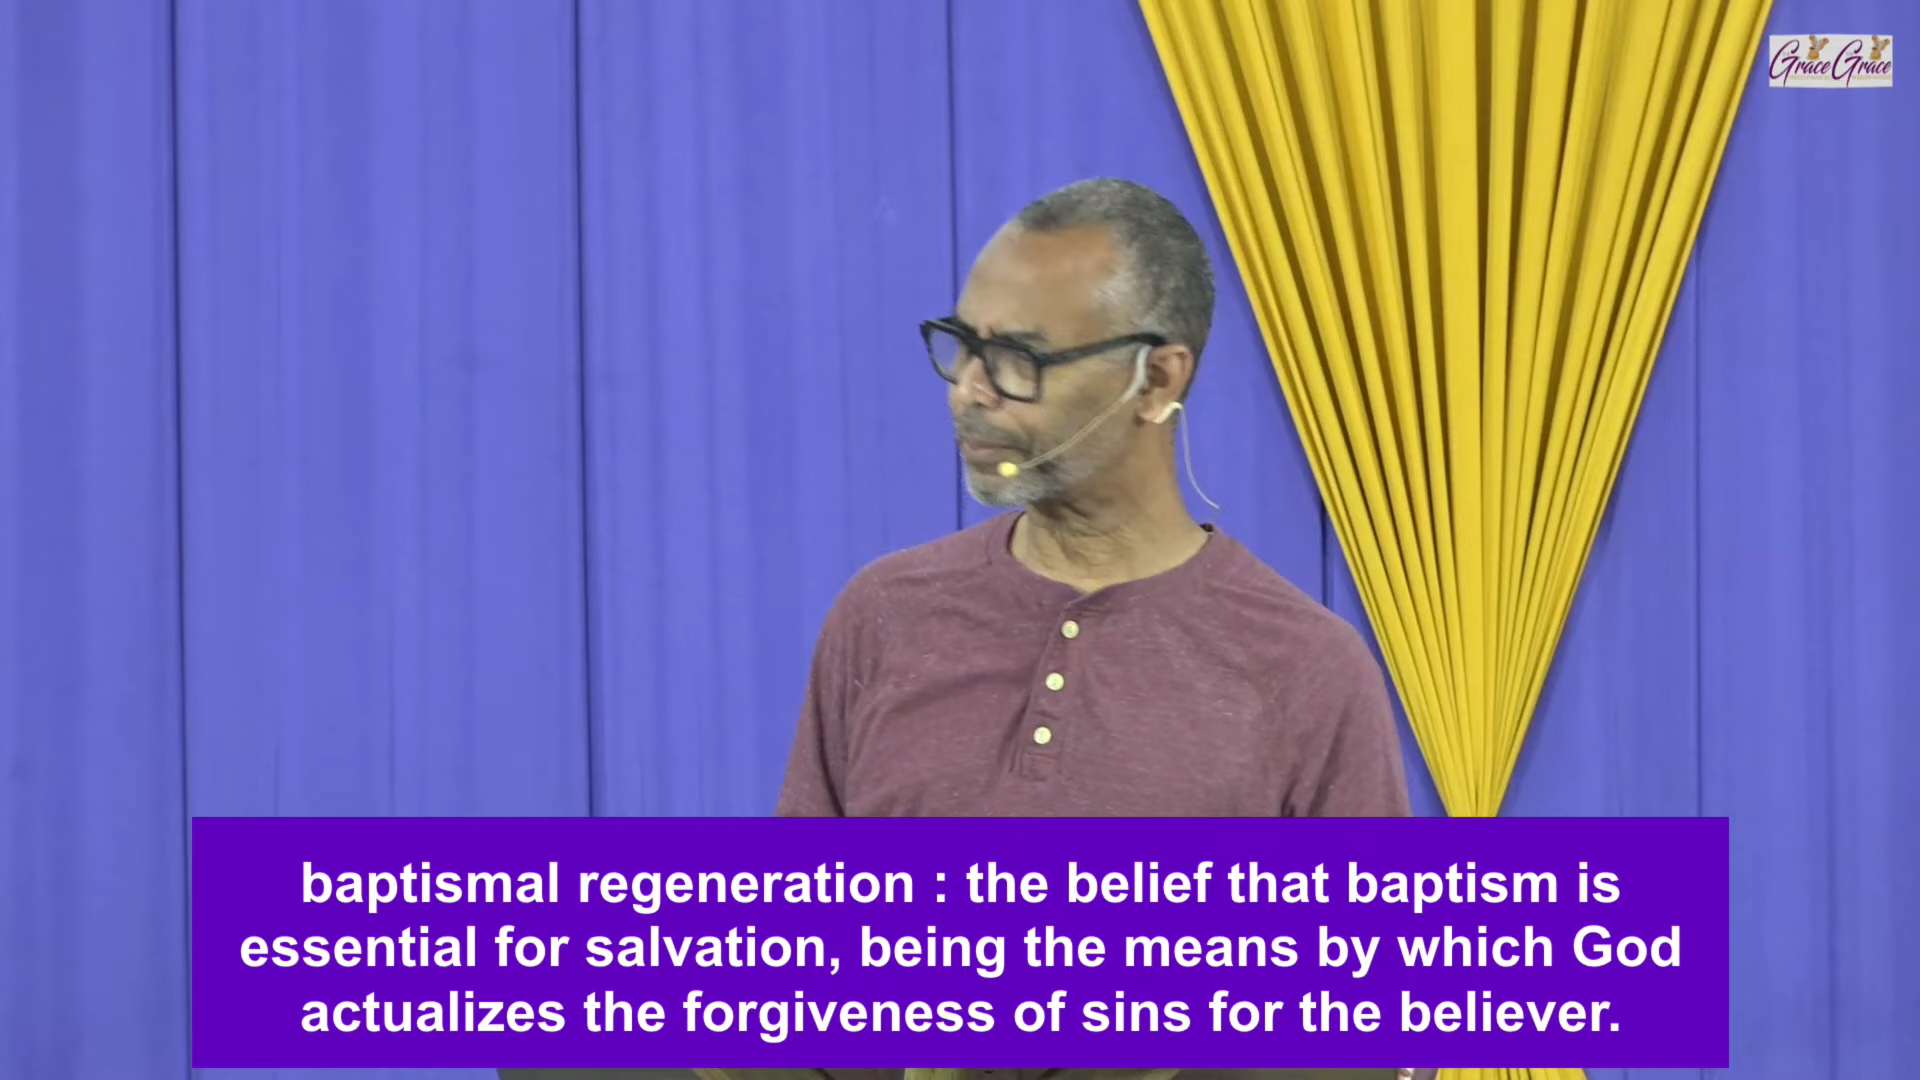 Grace Grace
baptismal regeneration : the belief that baptism is
essential for salvation, being the means by which God
actualizes the forgiveness of sins for the believer.